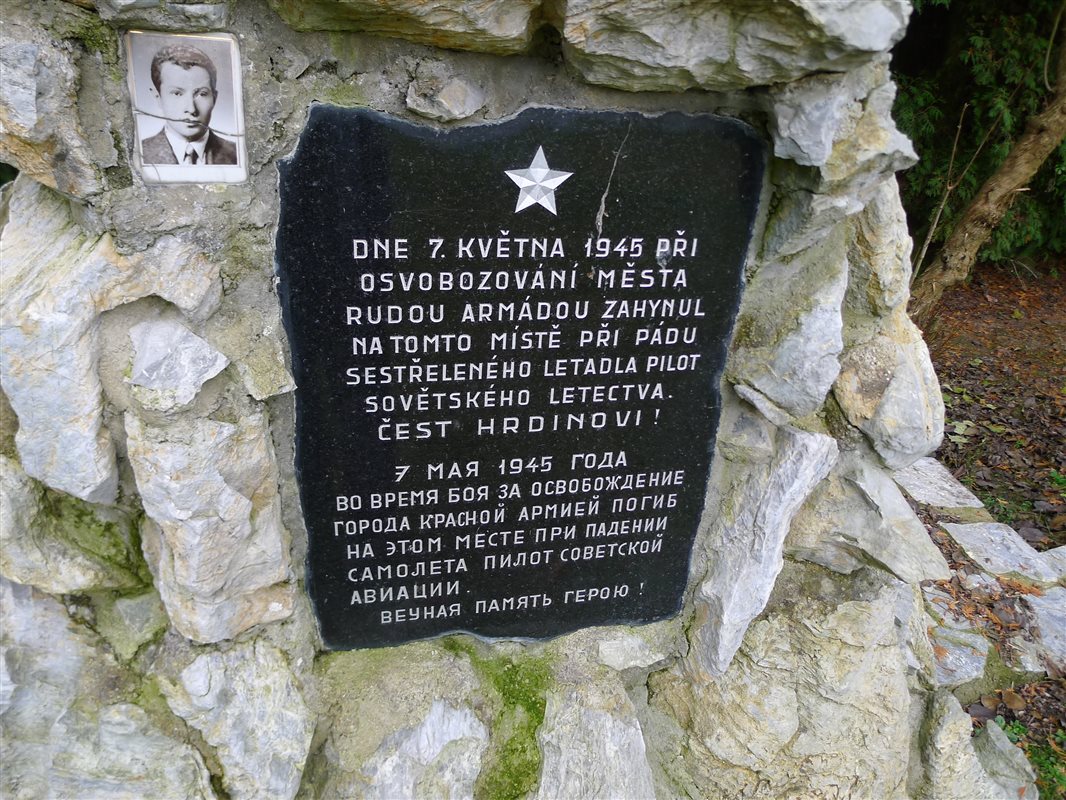 DNE 7. KVĚTNA 1945 PŘI
OSVOBOZOVÁNÍ MĚSTA
RUDOU ARMÁDOU ZAHYNUL
NA TOMTO MÍSTĚ PŘI PÁDU
SESTŘELENÉHO LETADLA PILOT
SOVĚTSKÉHO LETECTVA.
ČEST HRDINOVI!
7 МАЯ 1945 ГОДА
ВО ВРЕМЯ БОЯ ЗА ОСВОБОЖДЕНИЕ
ГОРОДА КРАСНОЙ АРМИЕЙ ПОГИБ
НА ЭТОМ МЕСТЕ ПРИ ПАДЕНИИ
САМОЛЕТА ПИЛОТ СОВЕТСКОЙ
АВИАЦИИ.
ВЕЧНАЯ ПАМЯТЬ ГЕРОЮ!